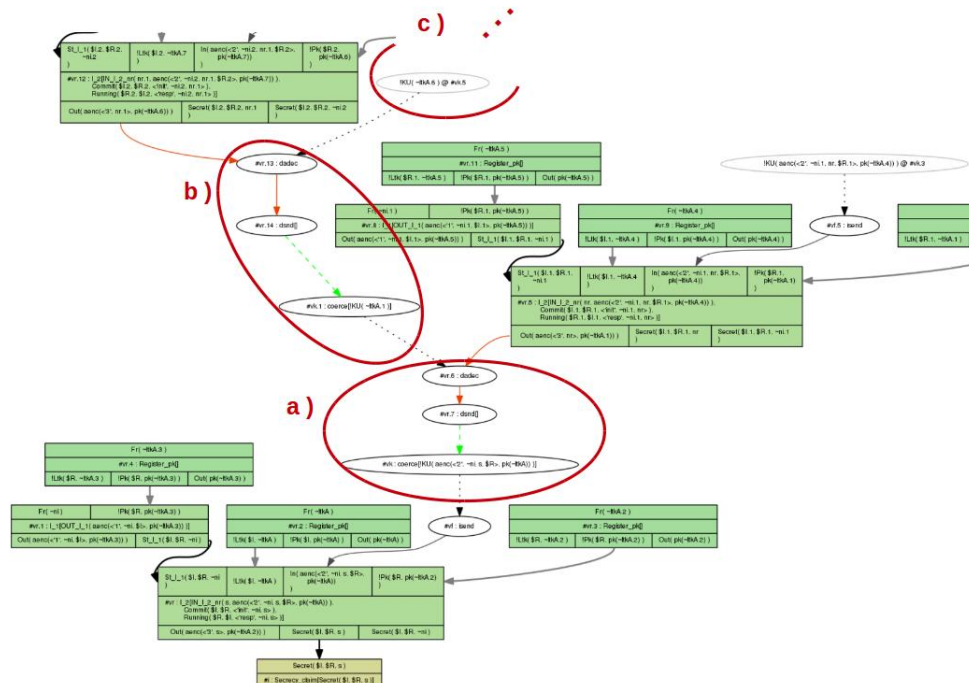 c)
St_I_1( $I.2, $R.2, ~ni.2 )
!Ltk( $I.2, ~ltkA.7 )
In( aenc(<'2', ~ni.2, nr.1, $R.2>, pk(~ltkA.7)) )
!Pk( $R.2, pk(~ltkA.6) )
#vr.12 : I_2[IN_I_2_nr( nr.1, aenc(<'2', ~ni.2, nr.1, $R.2>, pk(~ltkA.7)) ),
Commit( $I.2, $R.2, <'init', ~ni.2, nr.1> ),
Running( $R.2, $I.2, <'resp', ~ni.2, nr.1> )]
Out( aenc(<'3', nr.1>, pk(~ltkA.6)) )
Secret( $I.2, $R.2, nr.1 )
Secret( $I.2, $R.2, ~ni.2 )
!KU( ~ltkA.6 ) @ #vk.5
b)
#vr.13 : dadec
#vr.14 : dsnd[]
#vk.1 : coerce[!KU( ~ltkA.1 )]
Fr( ~ltkA.5 )
#vr.11 : Register_pk[]
!Ltk( $R.1, ~ltkA.5 )
!Pk( $R.1, pk(~ltkA.5) )
Out( pk(~ltkA.5) )
!KU( aenc(<'2', ~ni.1, nr, $R.1>, pk(~ltkA.4)) ) @ #vk.3
Fr( ~ni.1 )
!Pk( $R.1, pk(~ltkA.5) )
Out( aenc(<'1', ~ni.1, $I.1>, pk(~ltkA.5)) )
St_I_1( $I.1, $R.1, ~ni.1 )
Fr( ~ltkA.4 )
#vr.9 : Register_pk[]
!Ltk( $I.1, ~ltkA.4 )
!Pk( $I.1, pk(~ltkA.4) )
Out( pk(~ltkA.4) )
#vf.5 : isend
!Ltk( $R.1, ~ltkA.1 )
St_I_1( $I.1, $R.1, ~ni.1 )
!Ltk( $I.1, ~ltkA.4 )
In( aenc(<'2', ~ni.1, nr, $R.1>, pk(~ltkA.4)) )
!Pk( $R.1, pk(~ltkA.1) )
#vr.5 : I_2[IN_I_2_nr( nr, aenc(<'2', ~ni.1, nr, $R.1>, pk(~ltkA.4)) ),
Commit( $I.1, $R.1, <'init', ~ni.1, nr> ),
Running( $R.1, $I.1, <'resp', ~ni.1, nr> )]
Out( aenc(<'3', nr>, pk(~ltkA.1)) )
Secret( $I.1, $R.1, nr )
Secret( $I.1, $R.1, ~ni.1 )
a)
#vr.6 : dadec
#vr.7 : dsnd[]
#vk : coerce[!KU( aenc(<'2', ~ni, s, $R>, pk(~ltkA)) )]
Fr( ~ltkA.3 )
#vr.4 : Register_pk[]
!Ltk( $R, ~ltkA.3 )
!Pk( $R, pk(~ltkA.3) )
Out( pk(~ltkA.3) )
Fr( ~ni )
!Pk( $R, pk(~ltkA.3) )
#vr.1 : I_1[OUT_I_1( aenc(<'1', ~ni, $I>, pk(~ltkA.3)) )]
Out( aenc(<'1', ~ni, $I>, pk(~ltkA.3)) )
St_I_1( $I, $R, ~ni )
Fr( ~ltkA )
#vr.2 : Register_pk[]
!Ltk( $I, ~ltkA )
!Pk( $I, pk(~ltkA) )
Out( pk(~ltkA) )
#vf : isend
Fr( ~ltkA.2 )
#vr.3 : Register_pk[]
!Ltk( $R, ~ltkA.2 )
!Pk( $R, pk(~ltkA.2) )
Out( pk(~ltkA.2) )
St_I_1( $I, $R, ~ni )
!Ltk( $I, ~ltkA )
In( aenc(<'2', ~ni, s, $R>, pk(~ltkA)) )
!Pk( $R, pk(~ltkA.2) )
#vr : I_2[IN_I_2_nr( s, aenc(<'2', ~ni, s, $R>, pk(~ltkA)) ),
Commit( $I, $R, <'init', ~ni, s> ),
Running( $R, $I, <'resp', ~ni, s> )]
Out( aenc(<'3', s>, pk(~ltkA.2)) )
Secret( $I, $R, s )
Secret( $I, $R, ~ni )
Secret( $I, $R, s )
#i : Secrecy_claim[Secret( $I, $R, s )]